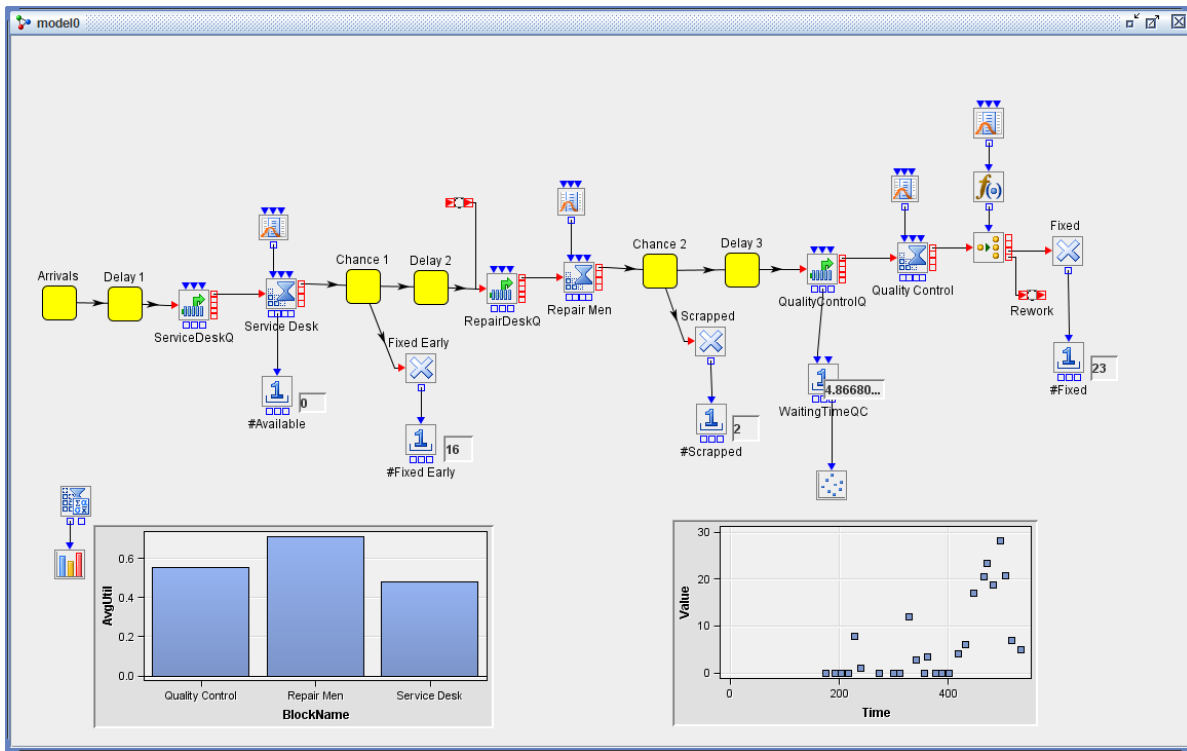 model0
Arrivals
Delay 1
ServiceDeskQ
Service Desk
0
#Available
Chance 1
Delay 2
Fixed Early
16
#Fixed Early
RepairDeskQ
Repair Men
Chance 2
Delay 3
Scrapped
2
#Scrapped
QualityControlQ
4.86680...
WaitingTimeQC
Quality Control
Fixed
Rework
23
#Fixed
AvgUtil
0.6
0.4
0.2
0.0
Quality Control
Repair Men
Service Desk
BlockName
Value
30
20
10
0
0
200
400
Time